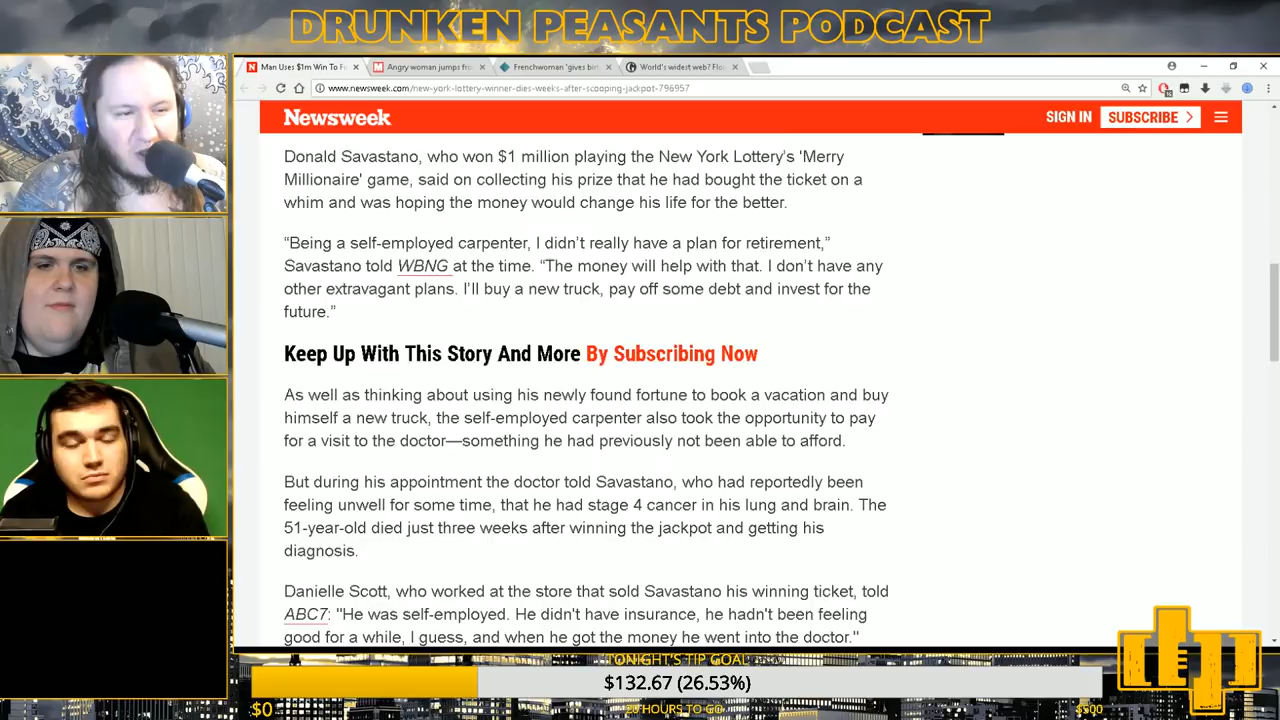 DRUNKEN PEASANTS PODCAST
Man Uses $1m Win To F
Angry woman jumps fr
Frenchwoman 'gives bir
World's widest web? Flo
www.newsweek.com/new-york-lottery-winner-dies-weeks-after-scooping-jackpot-796957
Newsweek
SIGN IN
SUBSCRIBE
Donald Savastano, who won $1 million playing the New York Lottery's 'Merry
Millionaire' game, said on collecting his prize that he had bought the ticket on a
whim and was hoping the money would change his life for the better.
“Being a self-employed carpenter, I didn’t really have a plan for retirement,”
Savastano told WBNG at the time. “The money will help with that. I don’t have any
other extravagant plans. I’ll buy a new truck, pay off some debt and invest for the
future.”
Keep Up With This Story And More By Subscribing Now
As well as thinking about using his newly found fortune to book a vacation and buy
himself a new truck, the self-employed carpenter also took the opportunity to pay
for a visit to the doctor—something he had previously not been able to afford.
But during his appointment the doctor told Savastano, who had reportedly been
feeling unwell for some time, that he had stage 4 cancer in his lung and brain. The
51-year-old died just three weeks after winning the jackpot and getting his
diagnosis.
Danielle Scott, who worked at the store that sold Savastano his winning ticket, told
ABC7: "He was self-employed. He didn't have insurance, he hadn't been feeling
good for a while, I guess, and when he got the money he went into the doctor."
TONIGHT'S TIP GOAL
$132.67 (26.53%)
$0
HOURS TO GO
$500